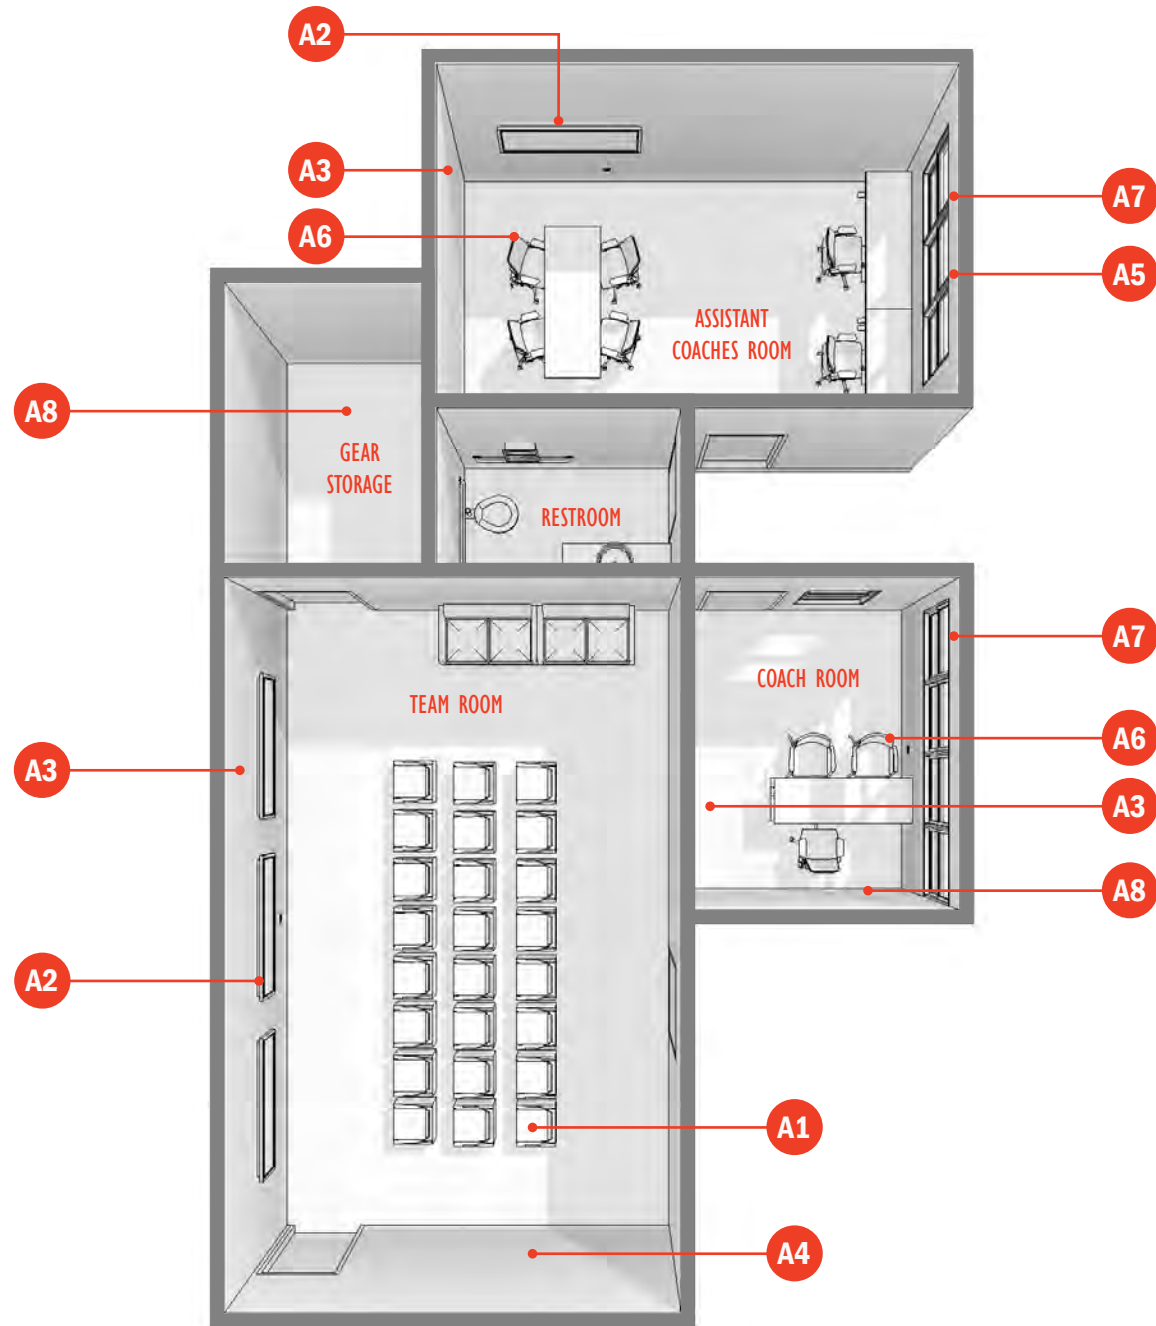 A2
A3
A7
A6
A5
ASSISTANT
COACHES ROOM
A8
GEAR
STORAGE
RESTROOM
A7
COACH ROOM
TEAM ROOM
A6
A3
A3
A8
A2
A1
A4